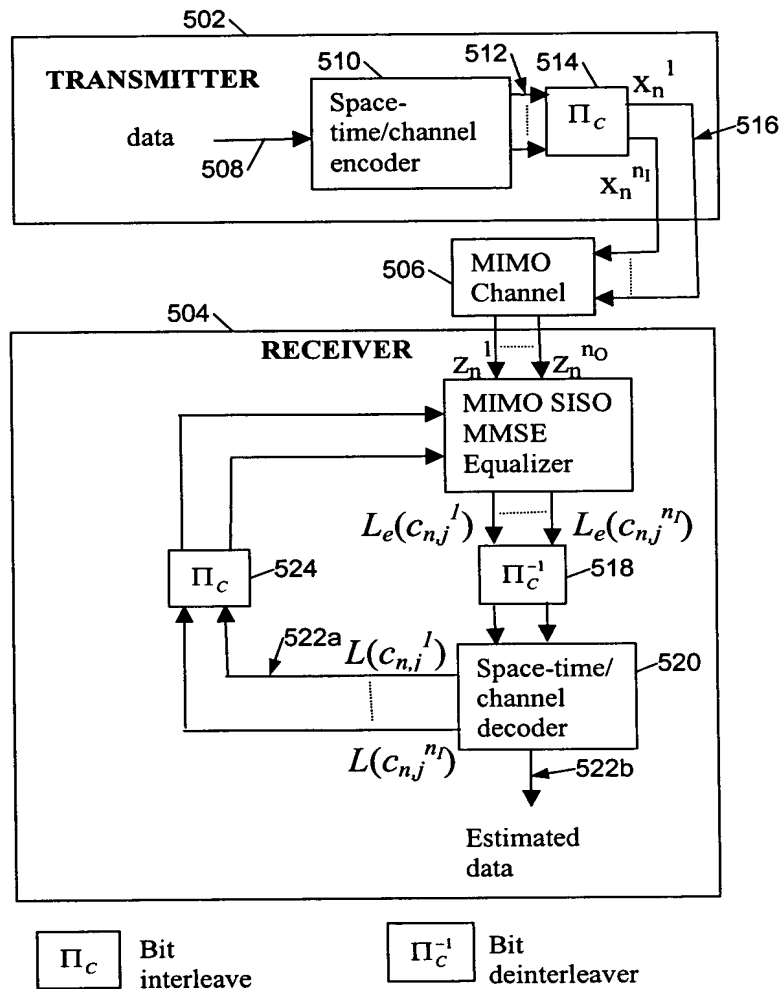 502
TRANSMITTER
510
512
514
Space-
time/channel
encoder
Π_C
x_n^1
516
data
508
x_n^{n_I}
506
MIMO
Channel
504
RECEIVER
z_n^1
z_n^{n_O}
MIMO SISO
MMSE
Equalizer
L_e(c_{n,j}^1)
L_e(c_{n,j}^{n_I})
Π_C
524
Π_C^{-1}
518
522a
L(c_{n,j}^1)
Space-time/
channel
decoder
520
L(c_{n,j}^{n_I})
522b
Estimated
data
Π_C
Bit
interleave
Π_C^{-1}
Bit
deinterleaver